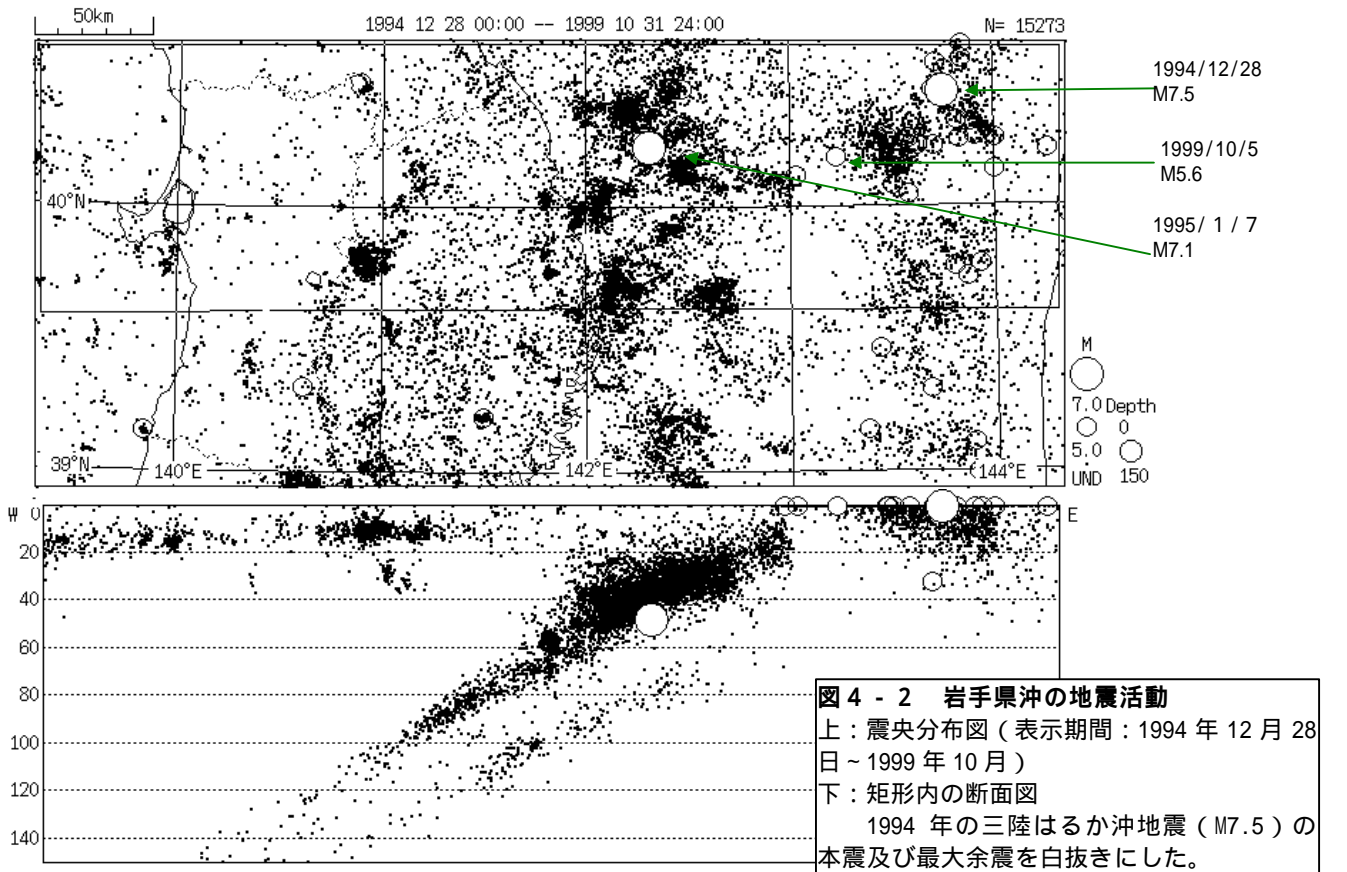 50km
1994 12 28 00:00 -- 1999 10 31 24:00
N= 15273
1994/12/28
M7.5
1999/10/5
M5.6
1995/ 1 / 7
M7.1
40°N
39°N
140°E
142°E
144°E
M
7.0 Depth
0
5.0
UND 150
W
E
0
20
40
60
80
100
120
140
図4 - 2 岩手県沖の地震活動
上:震央分布図(表示期間:1994 年 12 月 28
日~1999 年 10 月)
下:矩形内の断面図
1994 年の三陸はるか沖地震(M7.5)の
本震及び最大余震を白抜きにした。